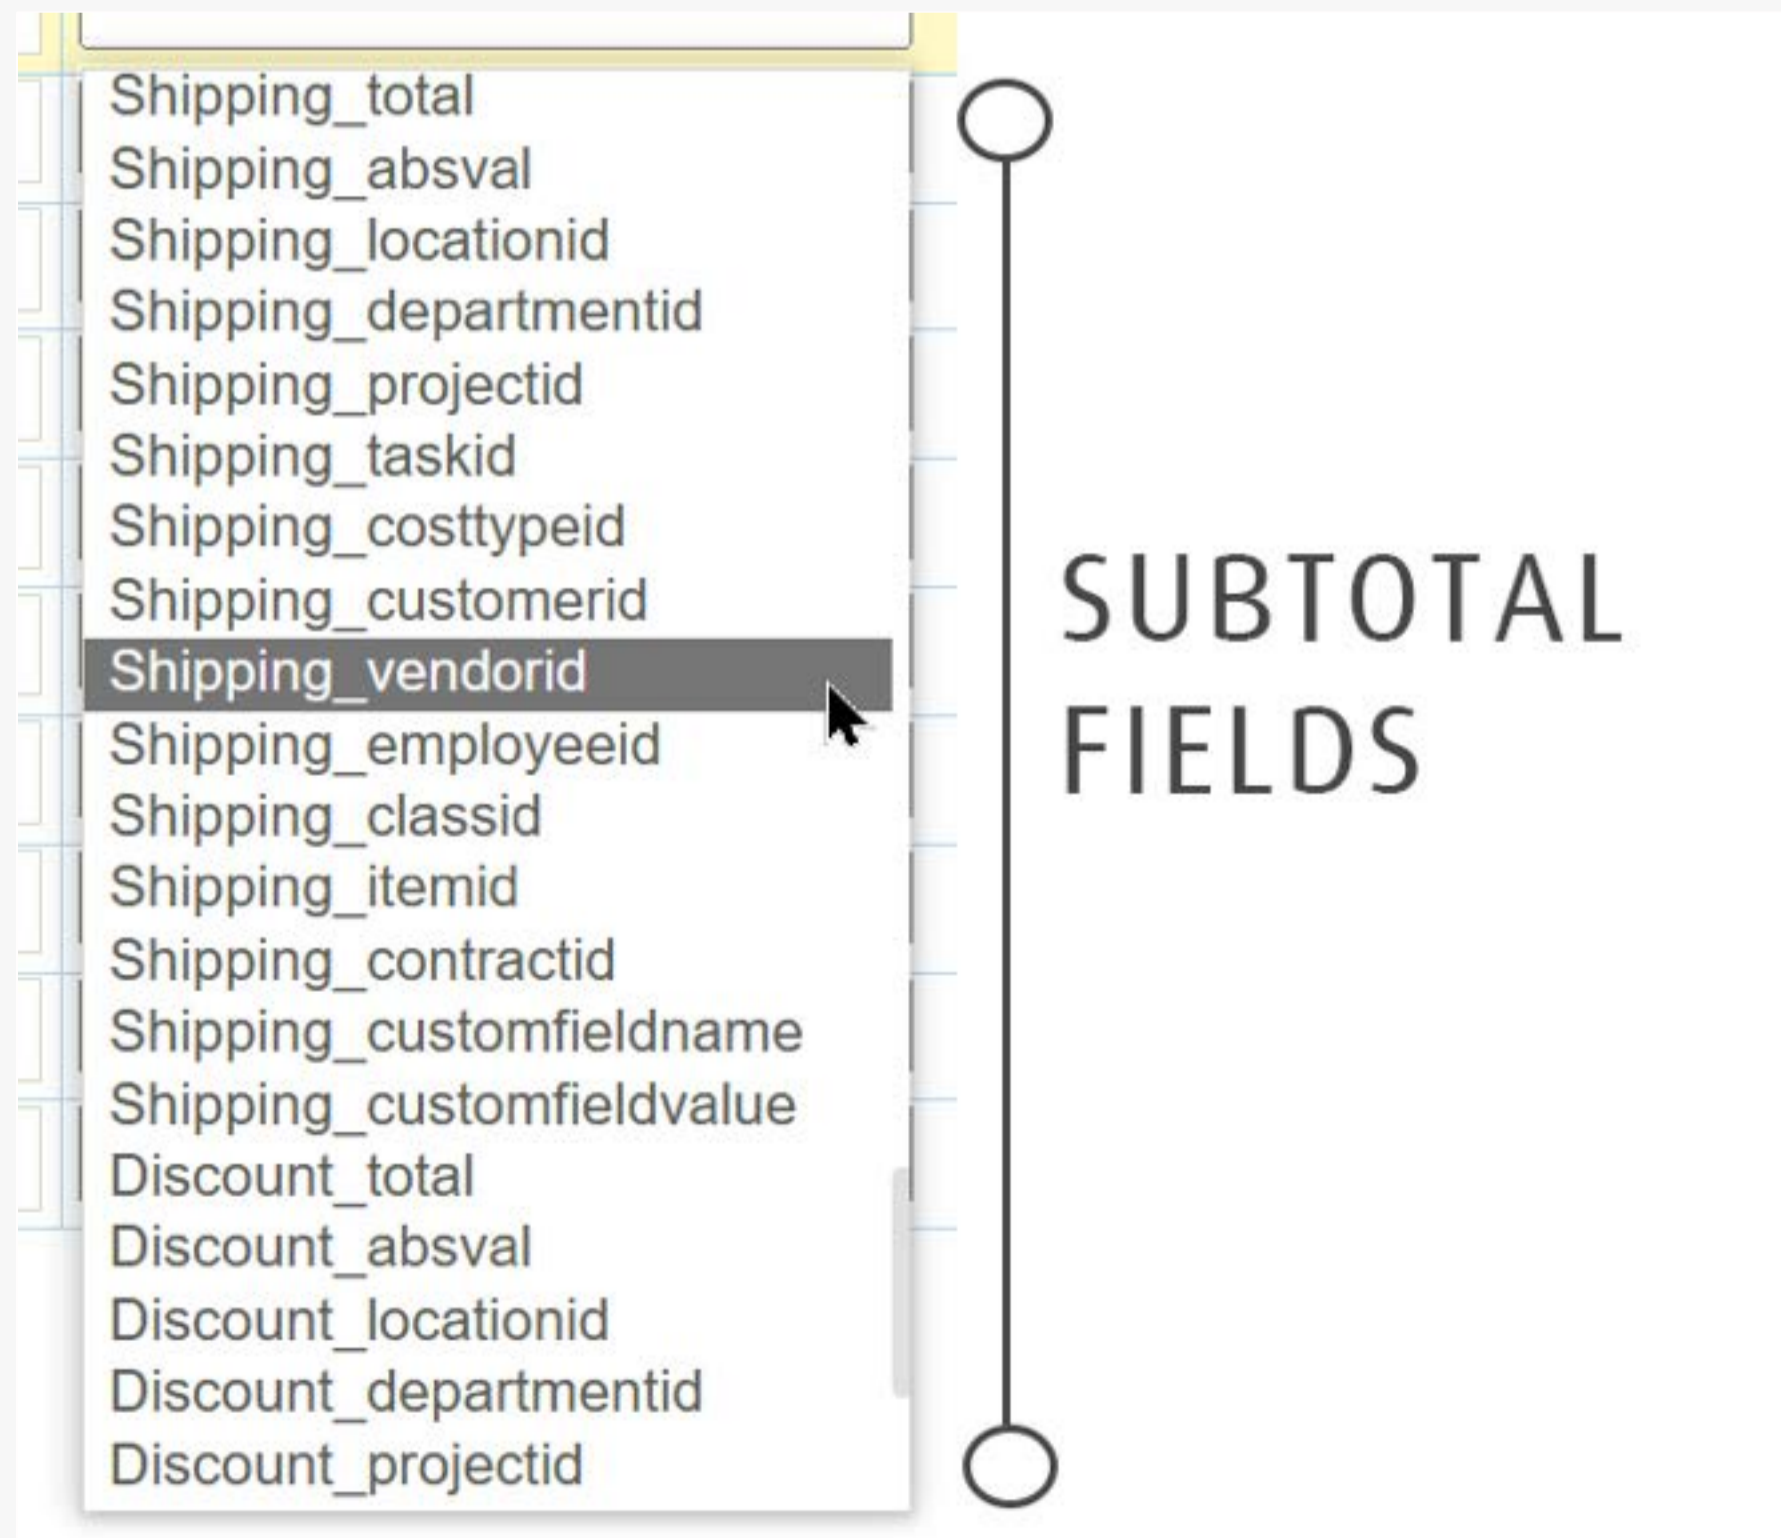 Shipping_total
Shipping_absval
Shipping_locationid
Shipping_departmentid
Shipping_projectid
Shipping_taskid
Shipping_costtypeid
Shipping_customerid
Shipping_vendorid
Shipping_employeeid
Shipping_classid
Shipping_itemid
Shipping_contractid
Shipping_customfieldname
Shipping_customfieldvalue
Discount_total
Discount_absval
Discount_locationid
Discount_departmentid
Discount_projectid
SUBTOTAL
FIELDS